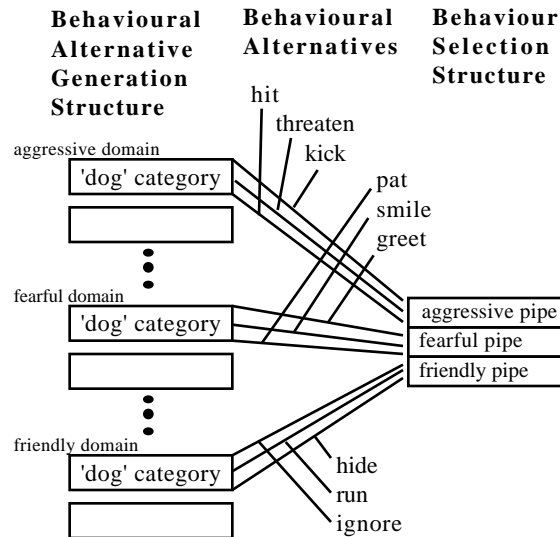 Behavioural
Alternative
Generation
Structure
Behavioural
Alternatives
Behaviour
Selection
Structure
hit
threaten
kick
aggressive domain
'dog' category
pat
smile
greet
fearful domain
'dog' category
aggressive pipe
fearful pipe
friendly pipe
friendly domain
'dog' category
hide
run
ignore